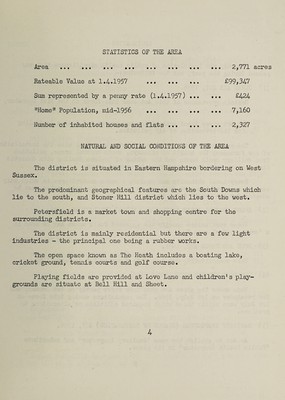 STATISTICS OF THE AREA
Area ... ... ... ... ... ... ... ... 2,771 acres
Rateable Value at 1.4.1957 ... ... ... £99,347
Sum represented by a penny rate (1.4.1957) ... ... £424
"Home" Population, mid-1956 ... ... ... ... 7,160
Number of inhabited houses and flats ... ... ... 2,327
NATURAL AND SOCIAL CONDITIONS OF THE AREA
The district is situated in Eastern Hampshire bordering on West
Sussex.
The predominant geographical features are the South Downs which
lie to the south, and Stoner Hill district which lies to the west.
Petersfield is a market town and shopping centre for the
surrounding districts.
The district is mainly residential but there are a few light
industries - the principal one being a rubber works.
The open space known as The Heath includes a boating lake,
cricket ground, tennis courts and golf course.
Playing fields are provided at Love Lane and children's play-
grounds are situate at Bell Hill and Sheet.
4